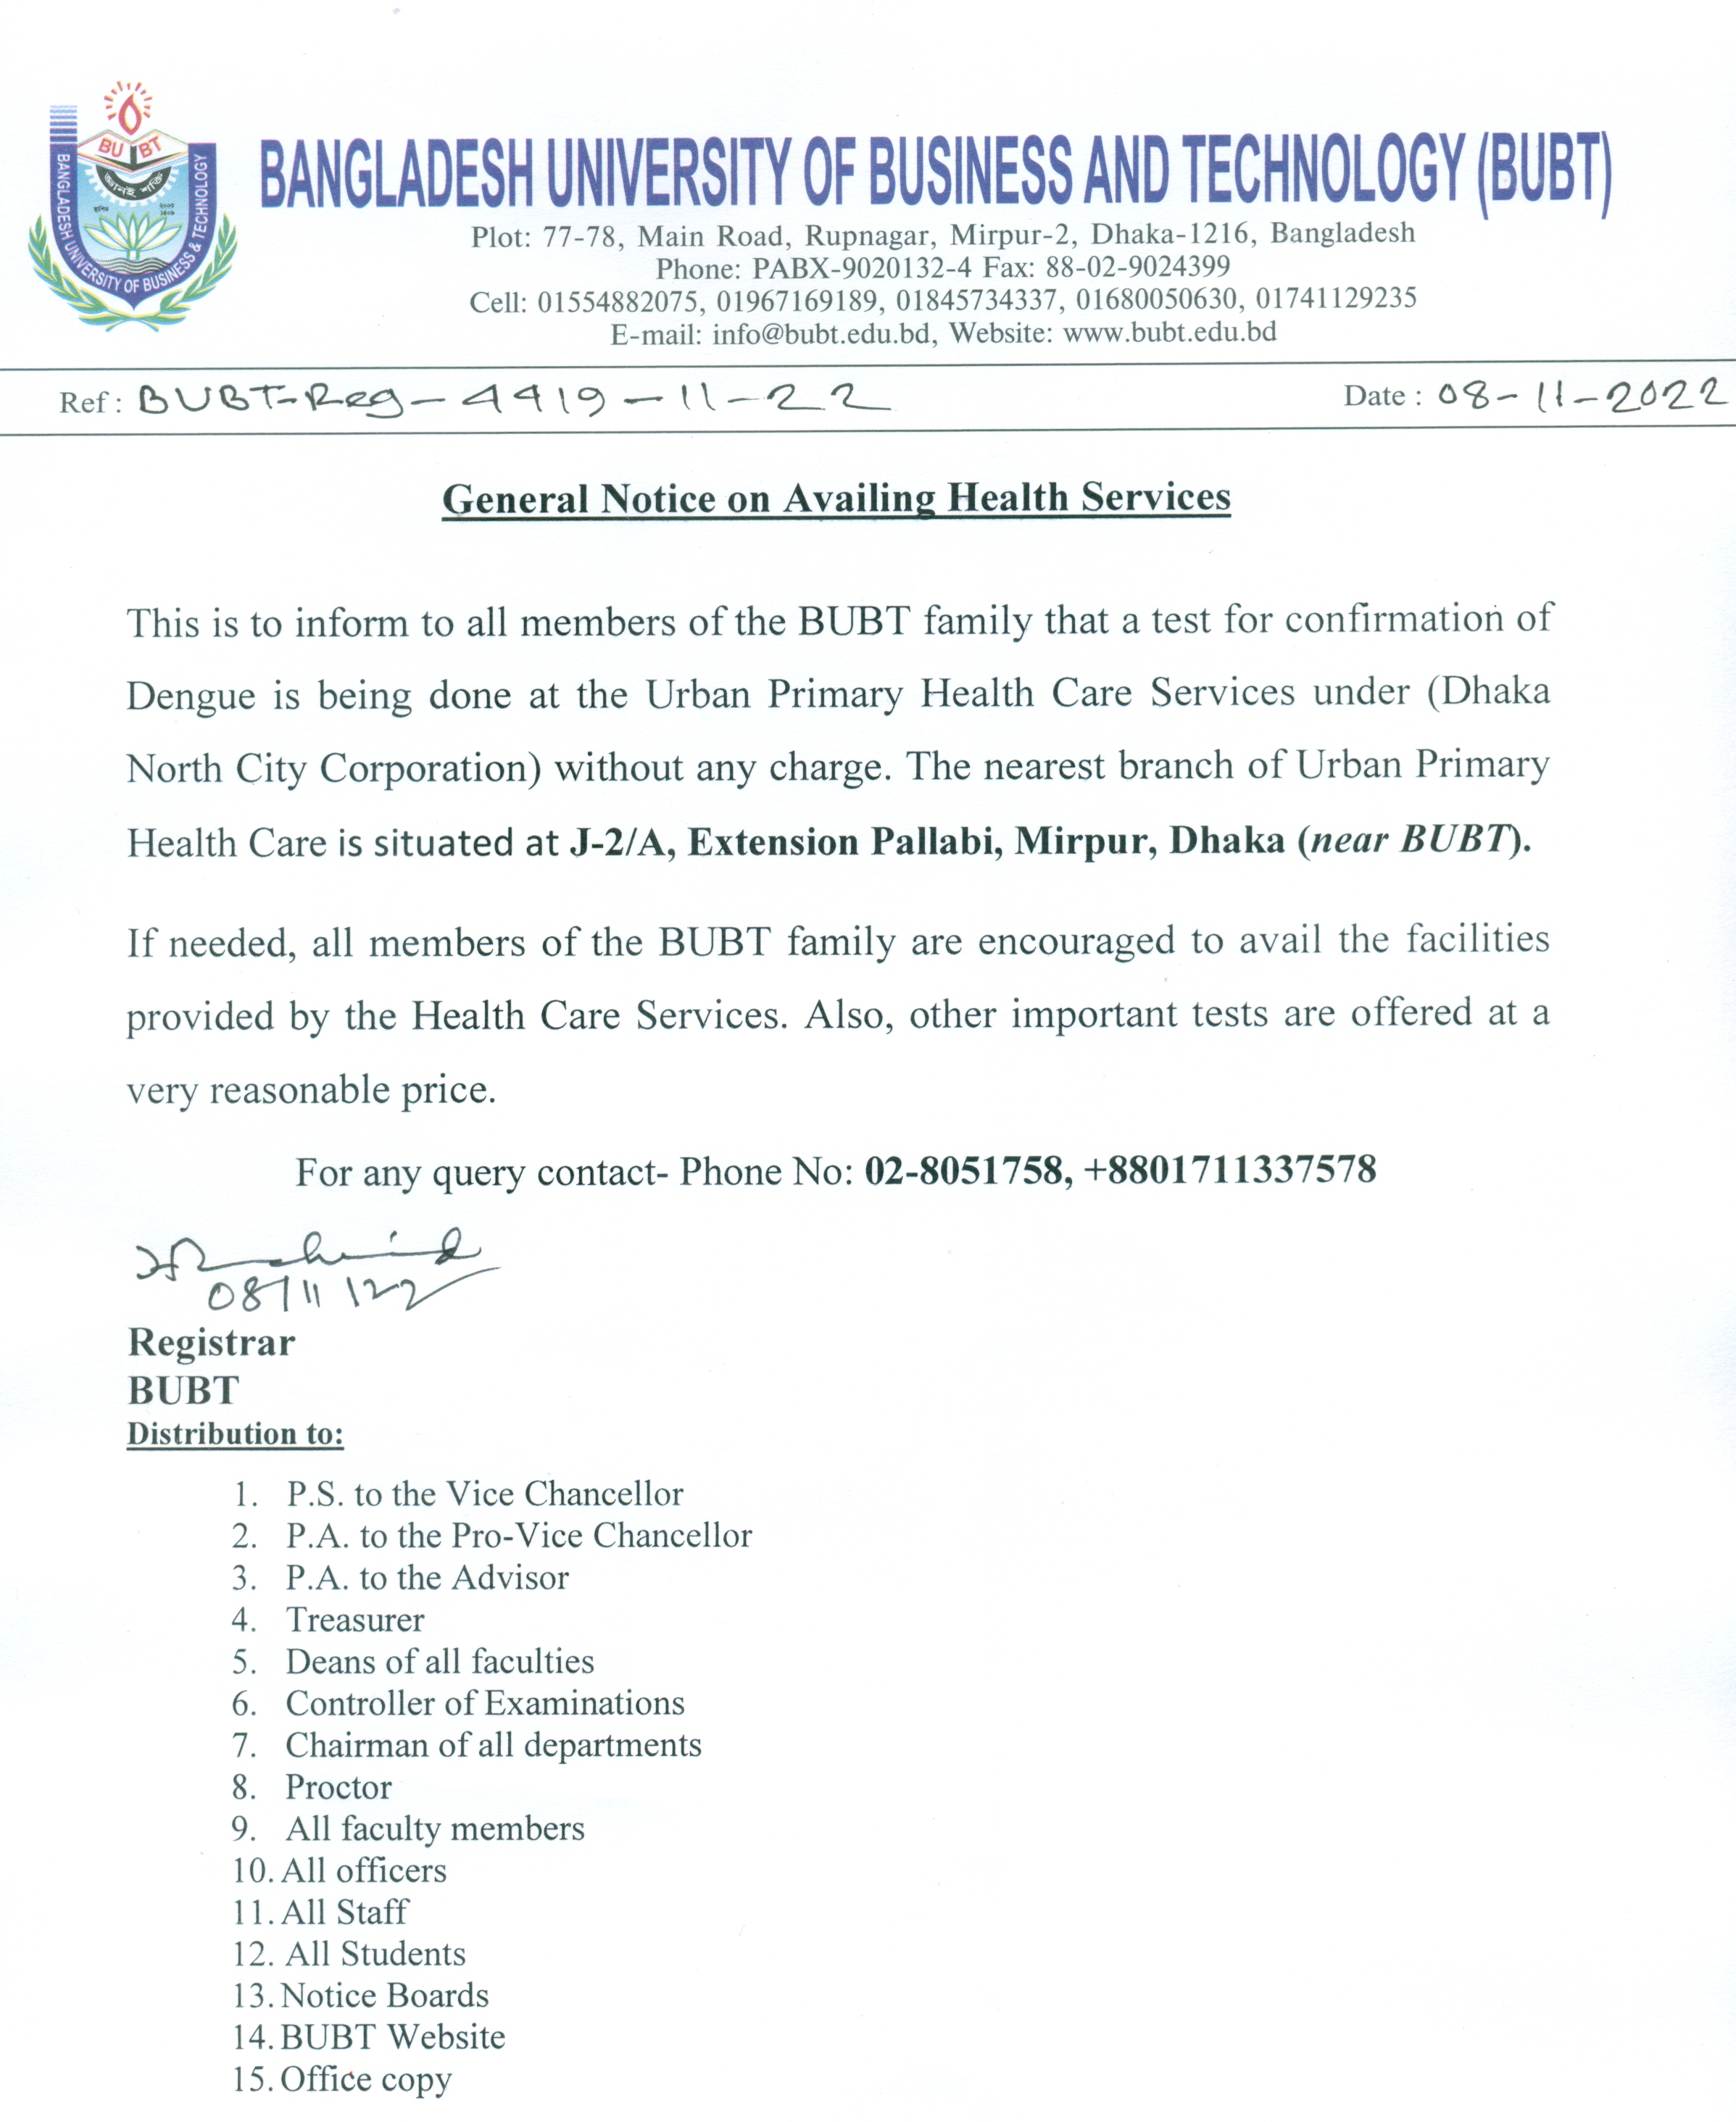 BU BT
জ্ঞানই শক্তি
স্থাপিত ২০০৩
BANGLADESH UNIVERSITY OF BUSINESS & TECHNOLOGY
BANGLADESH UNIVERSITY OF BUSINESS AND TECHNOLOGY (BUBT)
Plot: 77-78, Main Road, Rupnagar, Mirpur-2, Dhaka-1216, Bangladesh
Phone: PABX-9020132-4 Fax: 88-02-9024399
Cell: 01554882075, 01967169189, 01845734337, 01680050630, 01741129235
E-mail: info@bubt.edu.bd, Website: www.bubt.edu.bd
Ref : BUBT-Reg-4419-11-22 Date : 08-11-2022
General Notice on Availing Health Services
This is to inform to all members of the BUBT family that a test for confirmation of
Dengue is being done at the Urban Primary Health Care Services under (Dhaka
North City Corporation) without any charge. The nearest branch of Urban Primary
Health Care is situated at J-2/A, Extension Pallabi, Mirpur, Dhaka (near BUBT).
If needed, all members of the BUBT family are encouraged to avail the facilities
provided by the Health Care Services. Also, other important tests are offered at a
very reasonable price.
For any query contact- Phone No: 02-8051758, +8801711337578
08/11/22
Registrar
BUBT
Distribution to:
1. P.S. to the Vice Chancellor
2. P.A. to the Pro-Vice Chancellor
3. P.A. to the Advisor
4. Treasurer
5. Deans of all faculties
6. Controller of Examinations
7. Chairman of all departments
8. Proctor
9. All faculty members
10. All officers
11. All Staff
12. All Students
13. Notice Boards
14. BUBT Website
15. Office copy